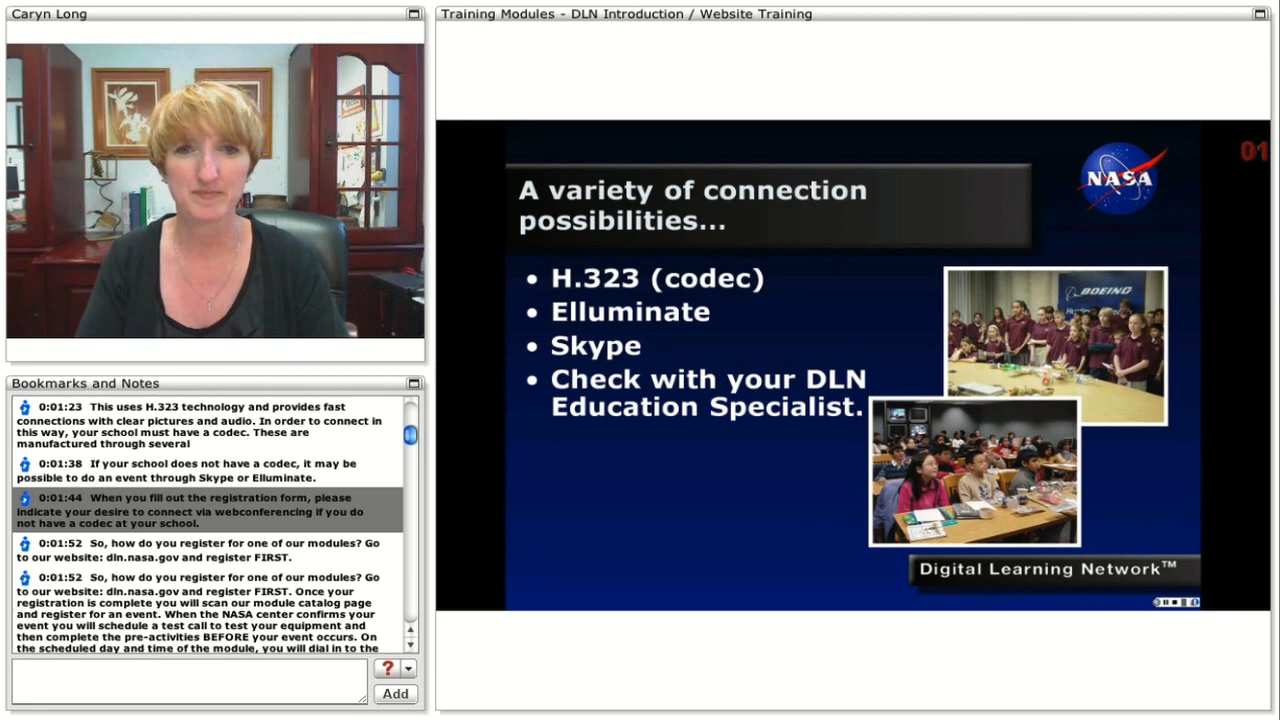 Caryn Long
Training Modules - DLN Introduction / Website Training
A variety of connection
possibilities...
NASA
01
• H.323 (codec)
• Elluminate
• Skype
• Check with your DLN
Education Specialist.
BOEING
Digital Learning Network™
Bookmarks and Notes
0:01:23 This uses H.323 technology and provides fast
connections with clear pictures and audio. In order to connect in
this way, your school must have a codec. These are
manufactured through several
0:01:38 If your school does not have a codec, it may be
possible to do an event through Skype or Elluminate.
0:01:44 When you fill out the registration form, please
indicate your desire to connect via webconferencing if you do
not have a codec at your school.
0:01:52 So, how do you register for one of our modules? Go
to our website: dln.nasa.gov and register FIRST.
0:01:52 So, how do you register for one of our modules? Go
to our website: dln.nasa.gov and register FIRST. Once your
registration is complete you will scan our module catalog page
and register for an event. When the NASA center confirms your
event you will schedule a test call to test your equipment and
then complete the pre-activities BEFORE your event occurs. On
the scheduled day and time of the module, you will dial in to the
?
Add